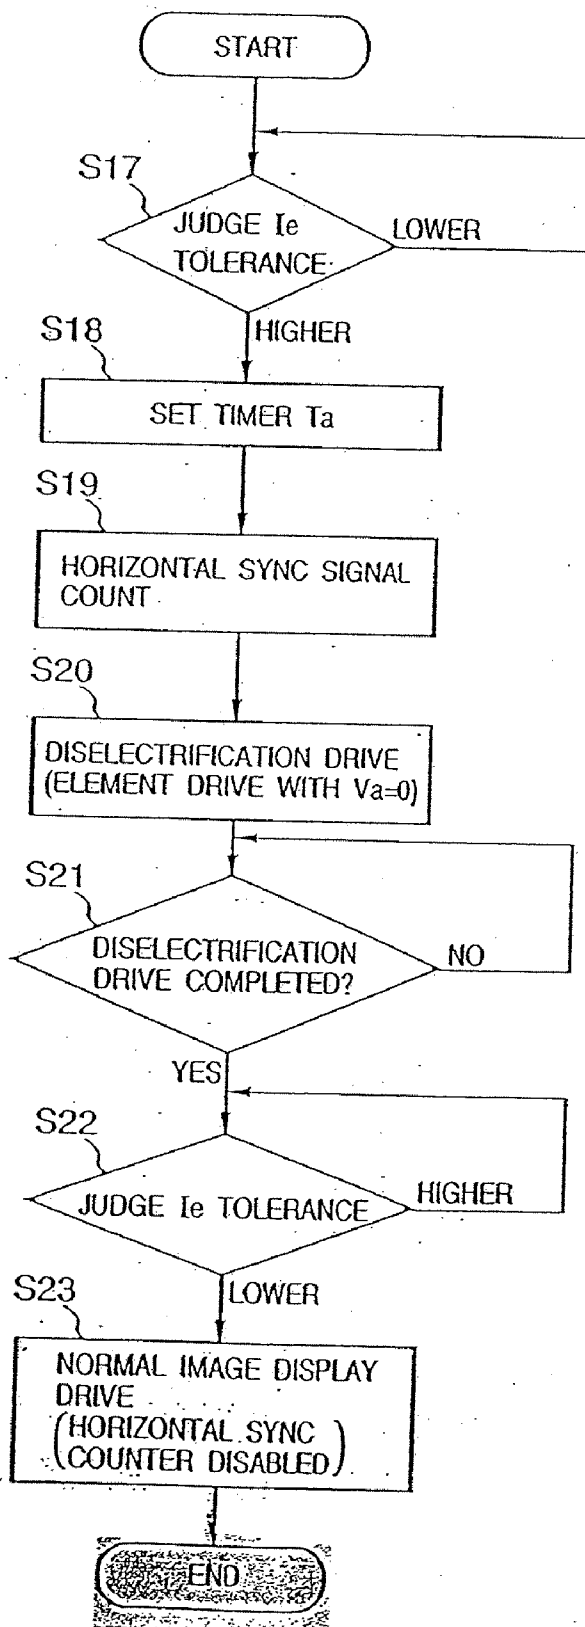 START
S17
JUDGE Ie
TOLERANCE
LOWER
HIGHER
S18
SET TIMER Ta
S19
HORIZONTAL SYNC SIGNAL
COUNT
S20
DISELECTRIFICATION DRIVE
(ELEMENT DRIVE WITH Va=0)
S21
DISELECTRIFICATION
DRIVE COMPLETED?
NO
YES
S22
JUDGE Ie TOLERANCE
HIGHER
LOWER
S23
NORMAL IMAGE DISPLAY
DRIVE
(HORIZONTAL SYNC
COUNTER DISABLED)
END